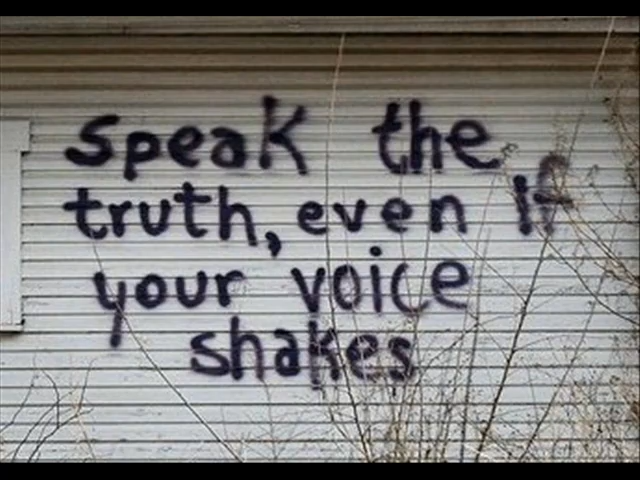 speak the
truth, even if
your voice
shakes